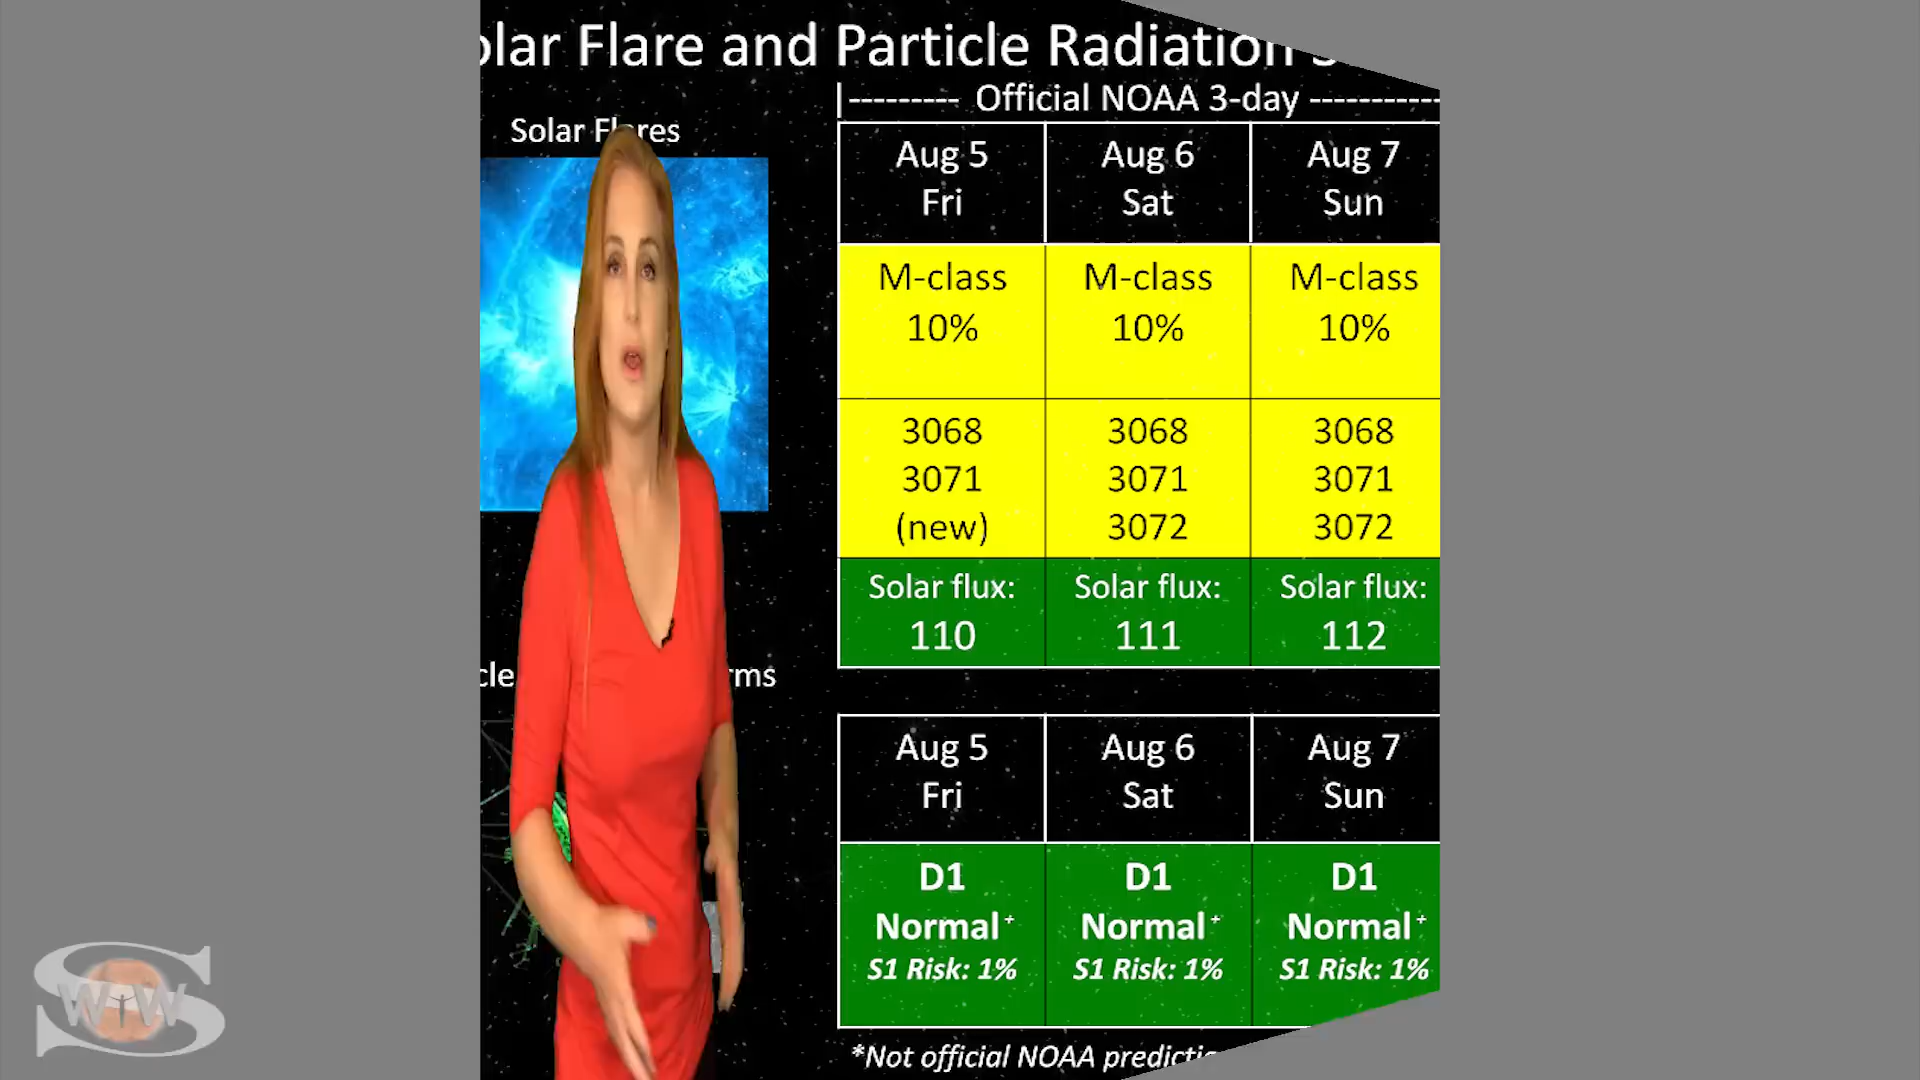 olar Flare and Particle Radiation
|--------- Official NOAA 3-day -----------
Solar Flares
Aug 5 Aug 6 Aug 7
Fri Sat Sun
M-class M-class M-class
10% 10% 10%
3068 3068 3068
3071 3071 3071
(new) 3072 3072
Solar flux: Solar flux: Solar flux:
110 111 112
cle rms
Aug 5 Aug 6 Aug 7
Fri Sat Sun
D1 D1 D1
Normal+ Normal+ Normal+
S1 Risk: 1% S1 Risk: 1% S1 Risk: 1%
*Not official NOAA predictio
SWTW